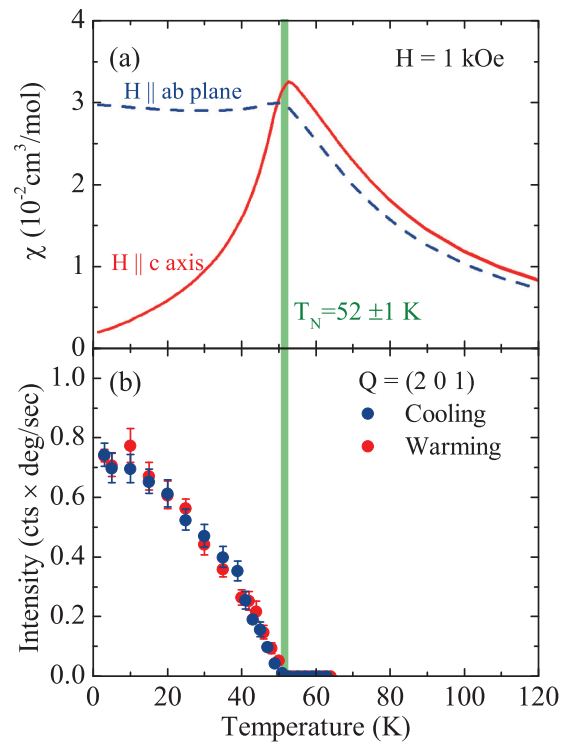 4
(a)
H = 1 kOe
H || ab plane
3
2
H || c axis
1
T_N=52 ±1 K
0
χ (10⁻²cm³/mol)
(b)
Q = (2 0 1)
1.0
Cooling
0.8
Warming
0.6
0.4
0.2
0.0
Intensity (cts × deg/sec)
0 20 40 60 80 100 120
Temperature (K)